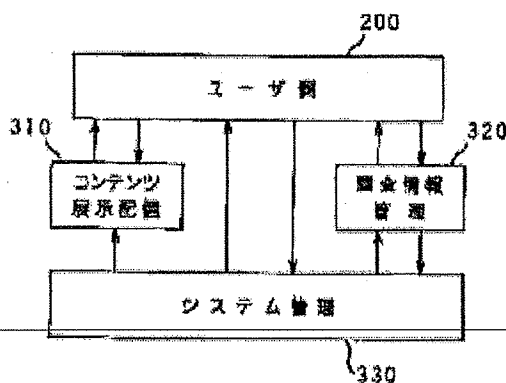 200
ユーザ側
310
コンテンツ
展示配信
320
課金情報
管理
システム管理
330